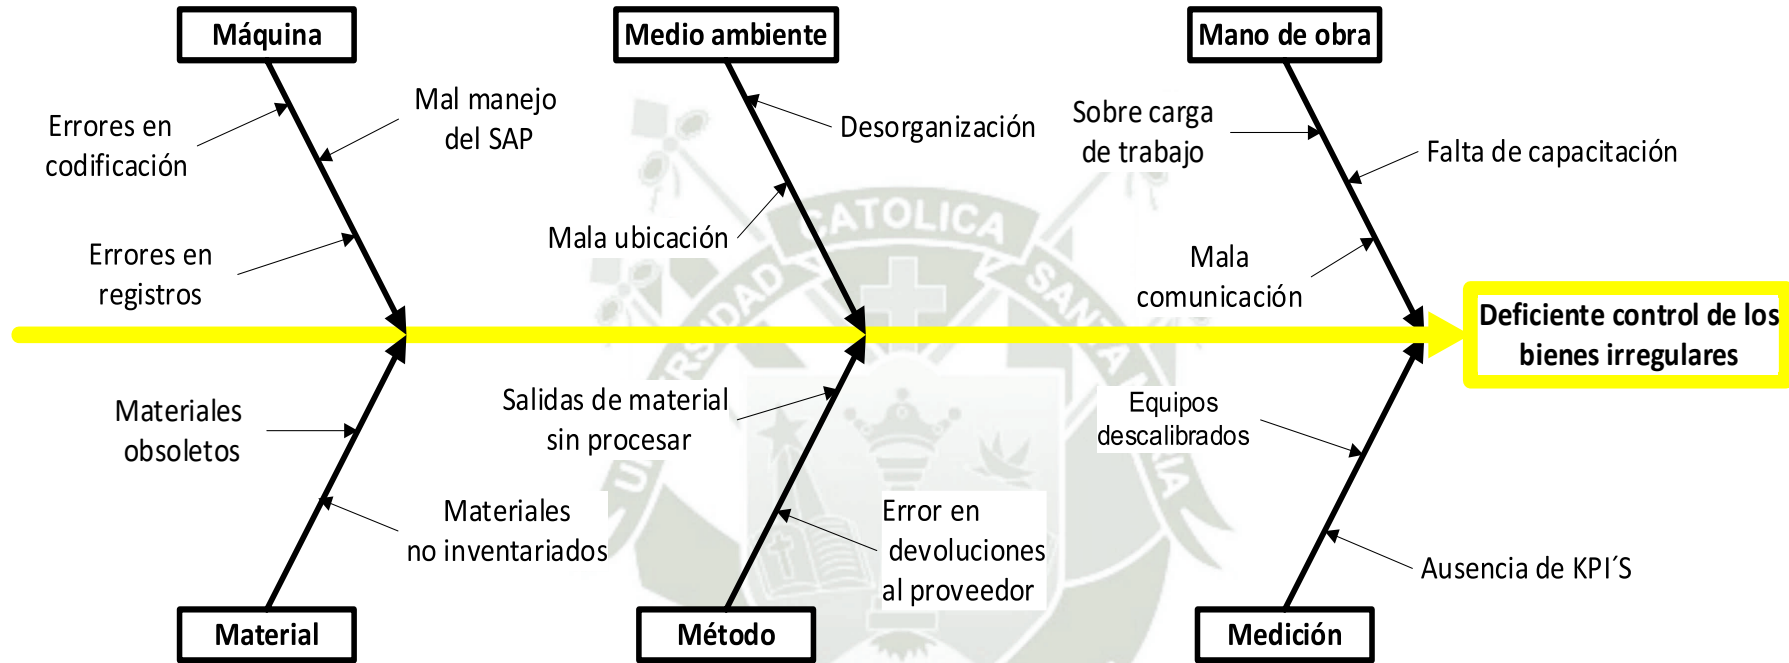 Máquina
Medio ambiente
Mano de obra
Errores en
codificación
Mal manejo
del SAP
Errores en
registros
Desorganización
Mala ubicación
Sobre carga
de trabajo
Falta de capacitación
Mala
comunicación
Deficiente control de los
bienes irregulares
Materiales
obsoletos
Materiales
no inventariados
Salidas de material
sin procesar
Error en
devoluciones
al proveedor
Equipos
descalibrados
Ausencia de KPI´S
Material
Método
Medición
CATOLICA
SANTA